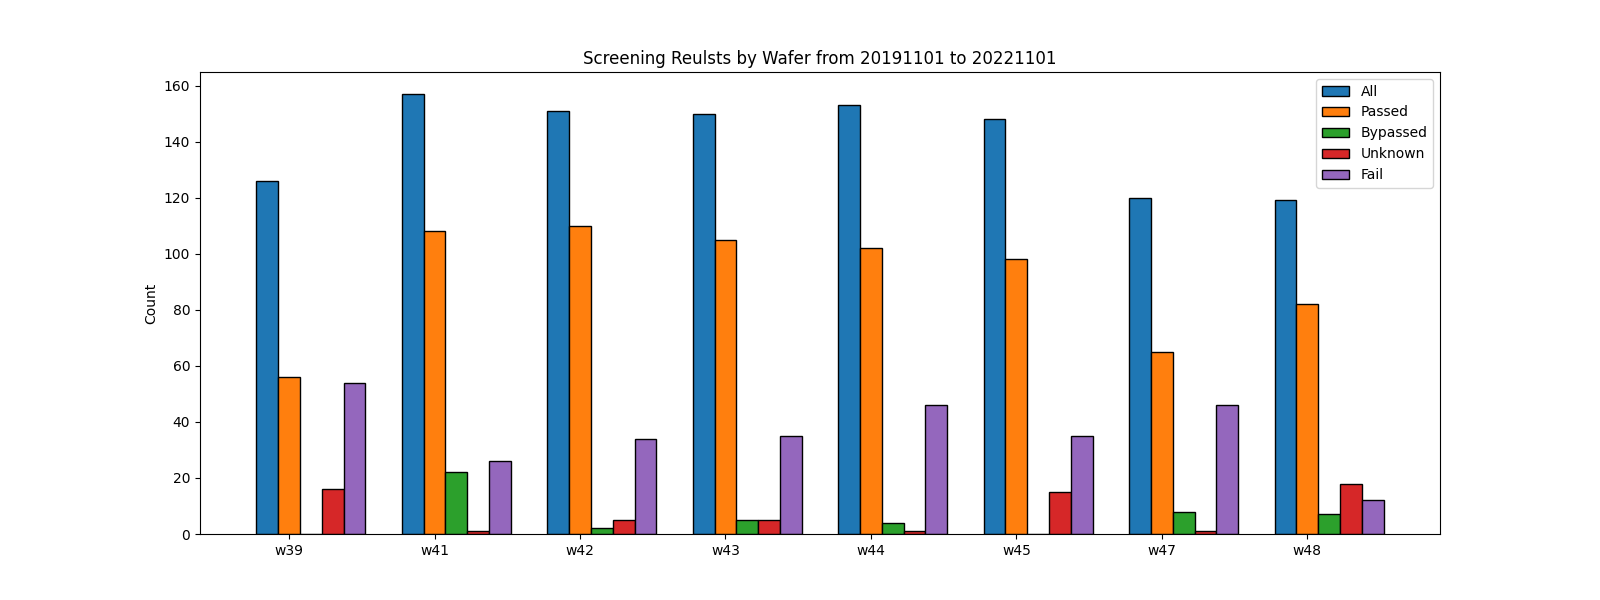 Screening Reulsts by Wafer from 20191101 to 20221101
160
140
120
100
80
60
40
20
0
Count
All
Passed
Bypassed
Unknown
Fail
w39 w41 w42 w43 w44 w45 w47 w48